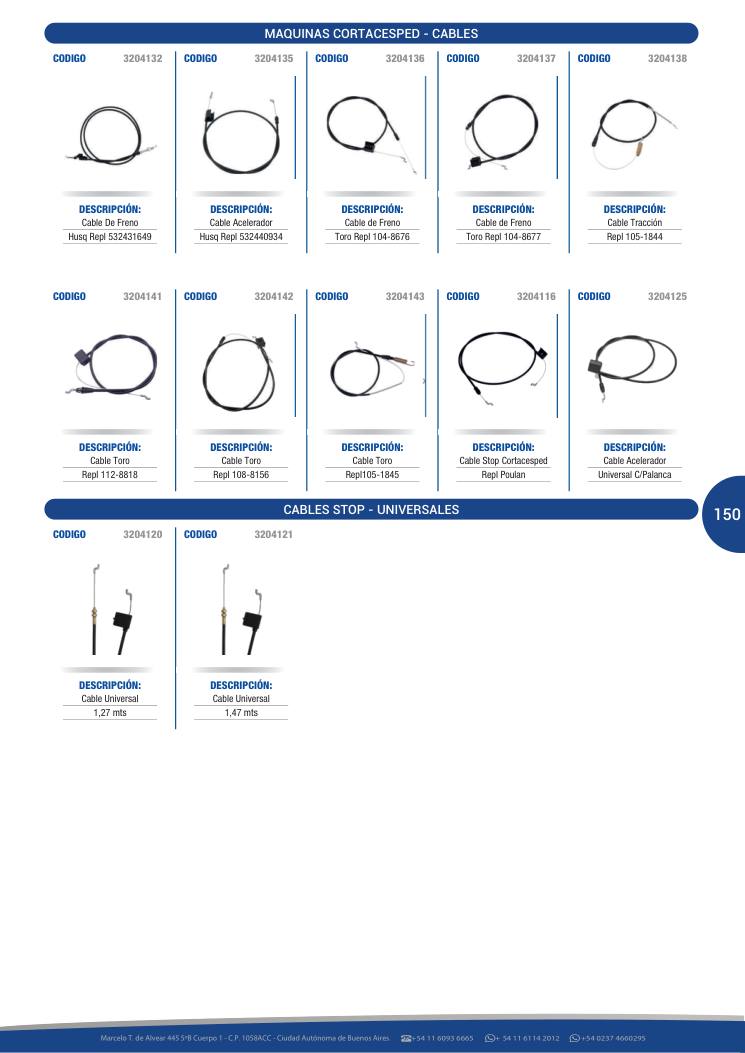 MAQUINAS CORTACESPED - CABLES
CODIGO 3204132
DESCRIPCIÓN:
Cable De Freno
Husq Repl 532431649
CODIGO 3204135
DESCRIPCIÓN:
Cable Acelerador
Husq Repl 532440934
CODIGO 3204136
DESCRIPCIÓN:
Cable de Freno
Toro Repl 104-8676
CODIGO 3204137
DESCRIPCIÓN:
Cable de Freno
Toro Repl 104-8677
CODIGO 3204138
DESCRIPCIÓN:
Cable Tracción
Repl 105-1844
CODIGO 3204141
DESCRIPCIÓN:
Cable Toro
Repl 112-8818
CODIGO 3204142
DESCRIPCIÓN:
Cable Toro
Repl 108-8156
CODIGO 3204143
DESCRIPCIÓN:
Cable Toro
Repl105-1845
CODIGO 3204116
DESCRIPCIÓN:
Cable Stop Cortacesped
Repl Poulan
CODIGO 3204125
DESCRIPCIÓN:
Cable Acelerador
Universal C/Palanca
CABLES STOP - UNIVERSALES
150
CODIGO 3204120
DESCRIPCIÓN:
Cable Universal
1,27 mts
CODIGO 3204121
DESCRIPCIÓN:
Cable Universal
1,47 mts
Marcelo T. de Alvear 445 5ºB Cuerpo 1 - C.P. 1058ACC - Ciudad Autónoma de Buenos Aires +54 11 6093 6665 + 54 11 6114 2012 +54 0237 4660295